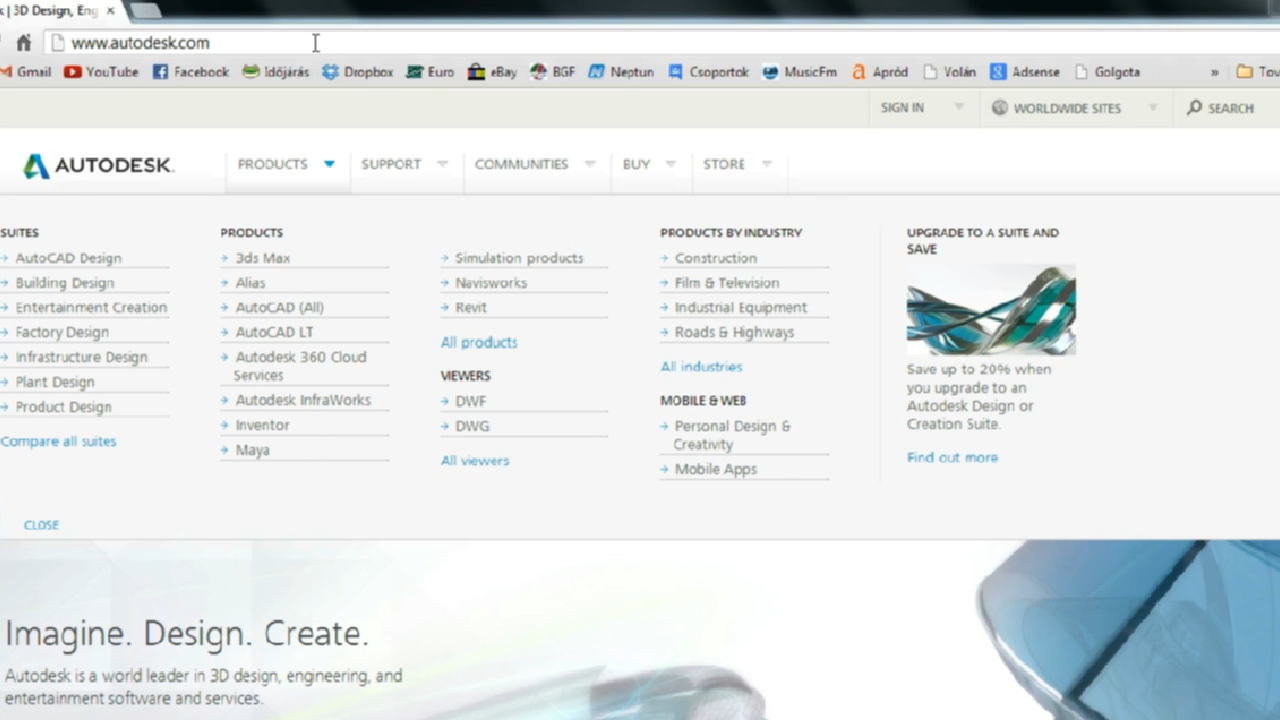 | 3D Design, Eng
www.autodesk.com
Gmail YouTube Facebook Időjárás Dropbox Euro eBay BGF Neptun Csoportok MusicFm Apród Volán Adsense Golgota » Tov
SIGN IN WORLDWIDE SITES SEARCH
AUTODESK. PRODUCTS SUPPORT COMMUNITIES BUY STORE
SUITES
AutoCAD Design
Building Design
Entertainment Creation
Factory Design
Infrastructure Design
Plant Design
Product Design
Compare all suites
PRODUCTS
3ds Max
Alias
AutoCAD (All)
AutoCAD LT
Autodesk 360 Cloud
Services
Autodesk InfraWorks
Inventor
Maya
Simulation products
Navisworks
Revit
All products
VIEWERS
DWF
DWG
All viewers
PRODUCTS BY INDUSTRY
Construction
Film & Television
Industrial Equipment
Roads & Highways
All industries
MOBILE & WEB
Personal Design &
Creativity
Mobile Apps
UPGRADE TO A SUITE AND
SAVE
Save up to 20% when
you upgrade to an
Autodesk Design or
Creation Suite.
Find out more
CLOSE
Imagine. Design. Create.
Autodesk is a world leader in 3D design, engineering, and
entertainment software and services.